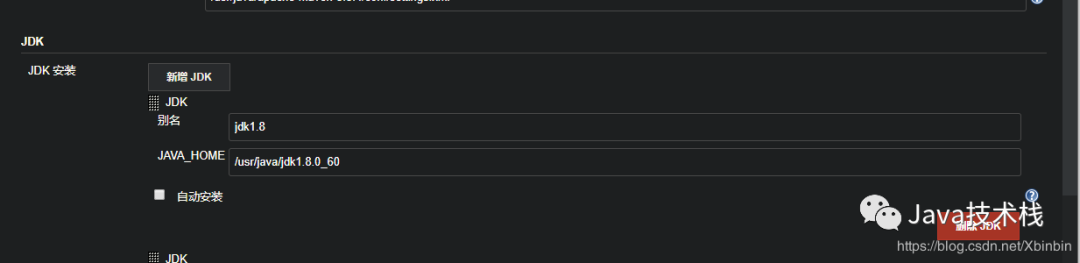 JDK
JDK 安装
新增 JDK
JDK
别名
jdk1.8
JAVA_HOME
/usr/java/jdk1.8.0_60
自动安装
Java技术栈
删除 JDK
https://blog.csdn.net/Xbinbin
JDK